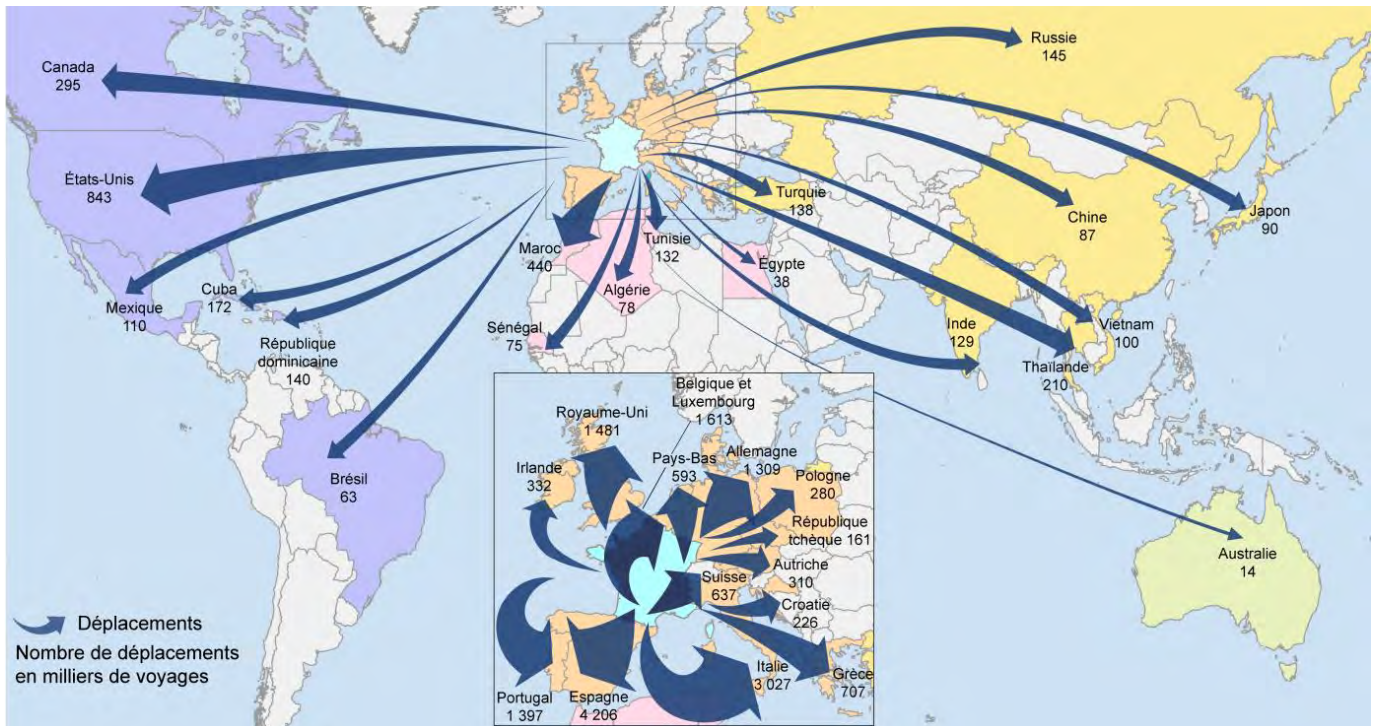 Canada
295
États-Unis
843
Mexique
110
Cuba
172
République
dominicaine
140
Brésil
63
Maroc
440
Algérie
78
Tunisie
132
Égypte
38
Sénégal
75
Russie
145
Turquie
138
Chine
87
Japon
90
Inde
129
Vietnam
100
Thaïlande
210
Australie
14
Belgique et
Luxembourg
1 613
Royaume-Uni
1 481
Irlande
332
Pays-Bas
593
Allemagne
1 309
Pologne
280
République
tchèque 161
Autriche
310
Suisse
637
Croatie
226
Italie
3 027
Grèce
707
Portugal
1 397
Espagne
4 206
Déplacements
Nombre de déplacements
en milliers de voyages